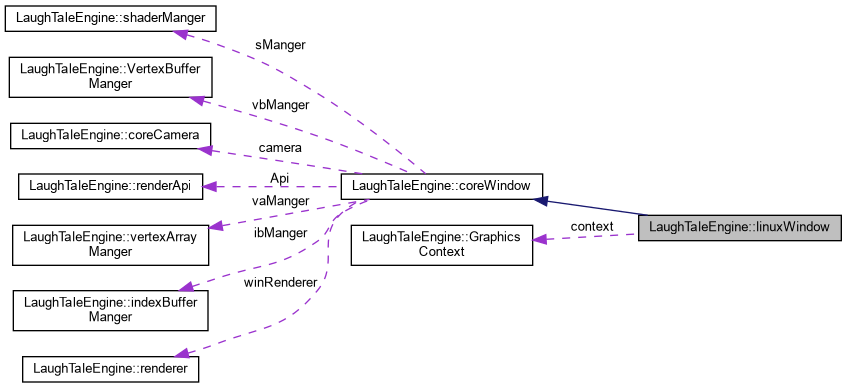 LaughTaleEngine::shaderManger
sManger
LaughTaleEngine::VertexBuffer
Manger
vbManger
LaughTaleEngine::coreCamera
camera
LaughTaleEngine::renderApi
Api
LaughTaleEngine::coreWindow
vaManger
LaughTaleEngine::vertexArray
Manger
ibManger
LaughTaleEngine::Graphics
Context
context
LaughTaleEngine::linuxWindow
winRenderer
LaughTaleEngine::indexBuffer
Manger
LaughTaleEngine::renderer